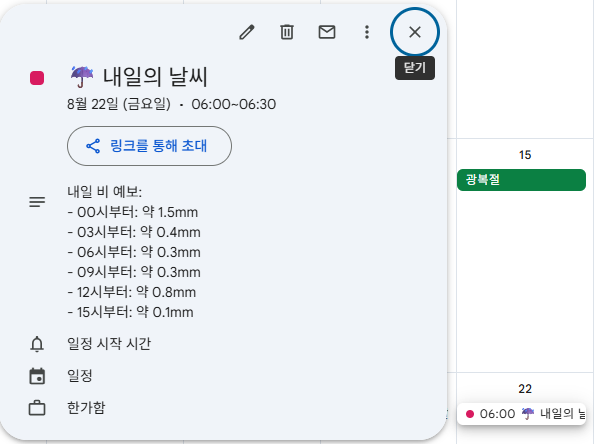 닫기
☔ 내일의 날씨
8월 22일 (금요일) • 06:00~06:30
링크를 통해 초대
내일 비 예보:
- 00시부터: 약 1.5mm
- 03시부터: 약 0.4mm
- 06시부터: 약 0.3mm
- 09시부터: 약 0.3mm
- 12시부터: 약 0.8mm
- 15시부터: 약 0.1mm
일정 시작 시간
일정
한가함
15
광복절
22
06:00 ☔ 내일의